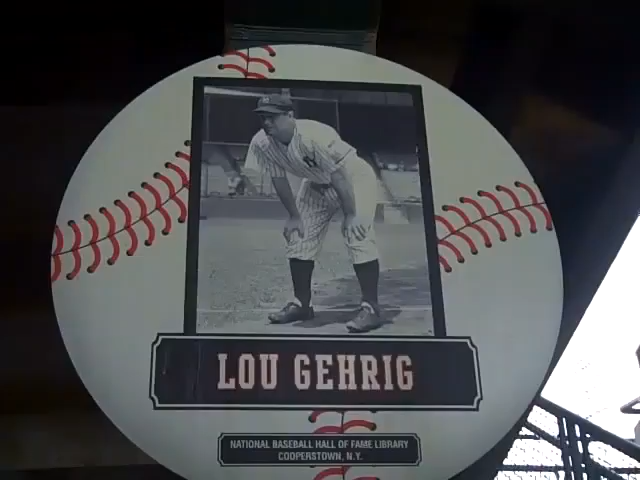 LOU GEHRIG
NATIONAL BASEBALL HALL OF FAME LIBRARY
COOPERSTOWN, N.Y.